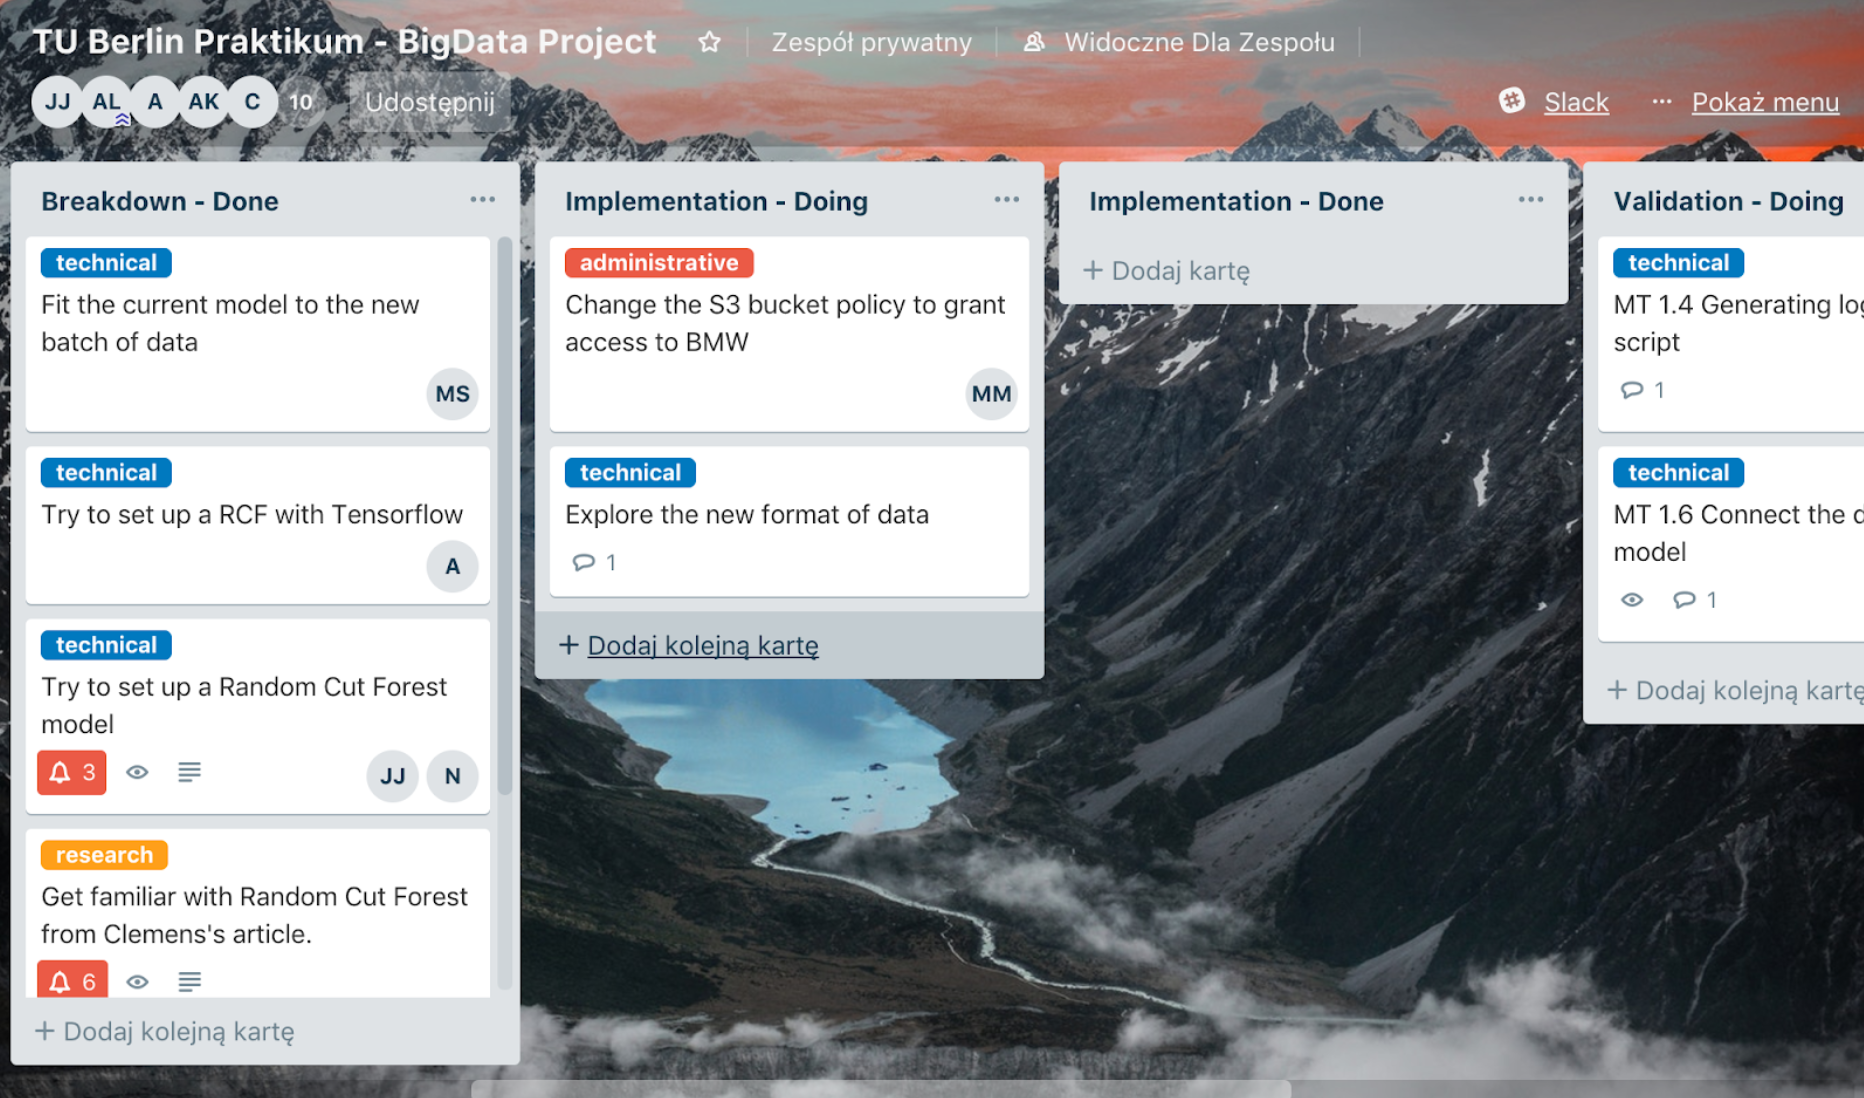 TU Berlin Praktikum - BigData Project
Zespół prywatny
Widoczne Dla Zespołu
JJ AL A AK C 10
Udostępnij
Slack
Pokaż menu
Breakdown - Done
technical
Fit the current model to the new
batch of data
MS
technical
Try to set up a RCF with Tensorflow
A
technical
Try to set up a Random Cut Forest
model
3
JJ N
research
Get familiar with Random Cut Forest
from Clemens's article.
6
+ Dodaj kolejną kartę
Implementation - Doing
administrative
Change the S3 bucket policy to grant
access to BMW
MM
technical
Explore the new format of data
1
+ Dodaj kolejną kartę
Implementation - Done
+ Dodaj kartę
Validation - Doing
technical
MT 1.4 Generating
script
1
technical
MT 1.6 Connect the
model
1
+ Dodaj kolejną kartę